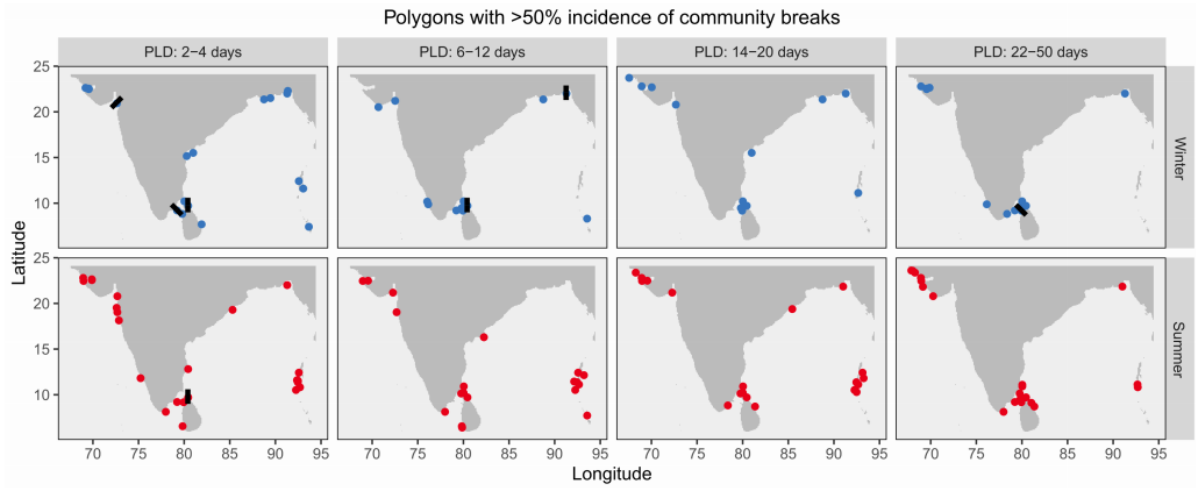 Polygons with >50% incidence of community breaks
PLD: 2−4 days
PLD: 6−12 days
PLD: 14−20 days
PLD: 22−50 days
25
20
15
10
Winter
25
20
15
10
Summer
Latitude
70 75 80 85 90 95
70 75 80 85 90 95
70 75 80 85 90 95
70 75 80 85 90 95
Longitude